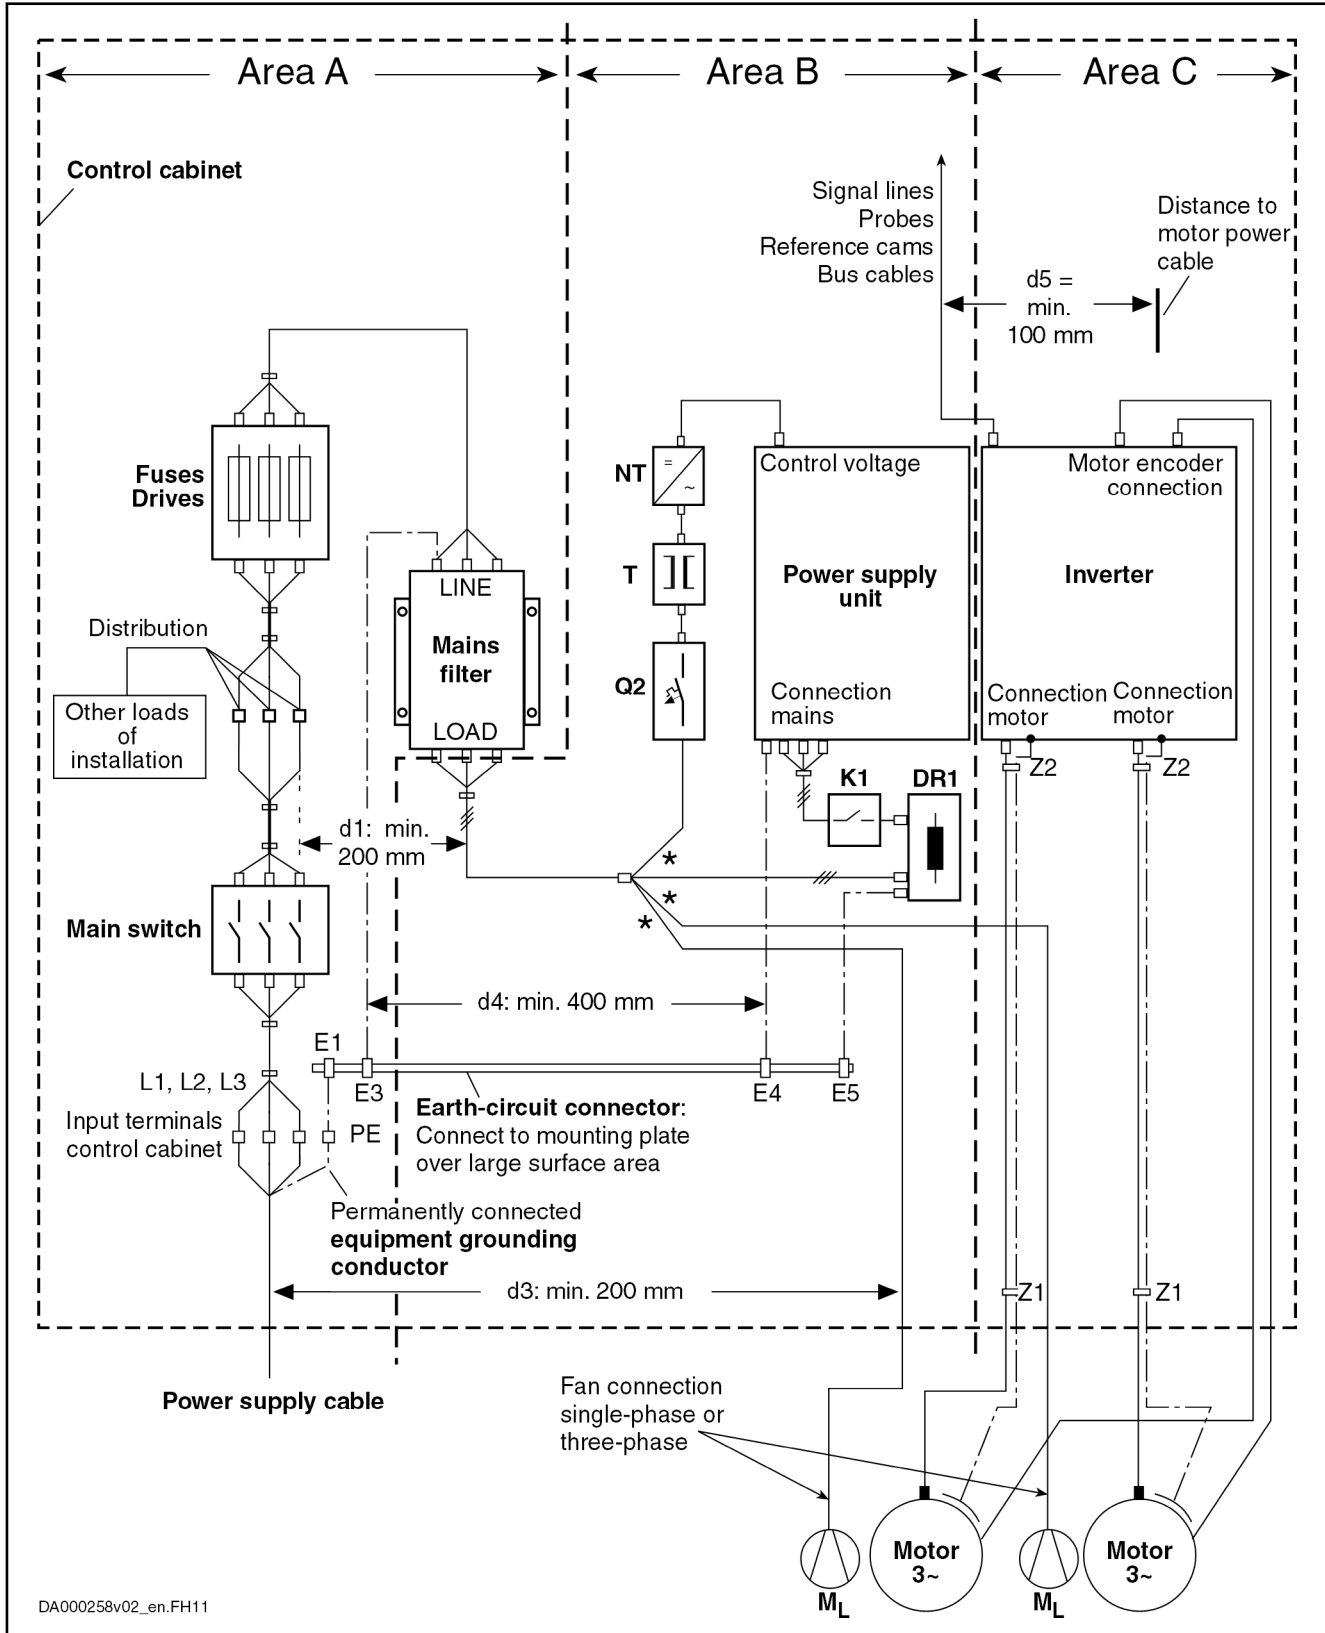 Area A
Area B
Area C
Control cabinet
Signal lines
Probes
Reference cams
Bus cables
Distance to
motor power
cable
d5 =
min.
100 mm
Fuses
Drives
NT
=
~
Control voltage
Motor encoder
connection
T
Power supply
unit
Inverter
LINE
Mains
filter
LOAD
Distribution
Other loads
of
installation
Q2
Connection
mains
Connection
motor
Connection
motor
Z2
Z2
K1
DR1
d1: min.
200 mm
*
*
*
Main switch
d4: min. 400 mm
E1
E3
E4
E5
L1, L2, L3
Input terminals
control cabinet
PE
Earth-circuit connector:
Connect to mounting plate
over large surface area
Permanently connected
equipment grounding
conductor
d3: min. 200 mm
Z1
Z1
Power supply cable
Fan connection
single-phase or
three-phase
Motor
3~
Motor
3~
ML
ML
DA000258v02_en.FH11